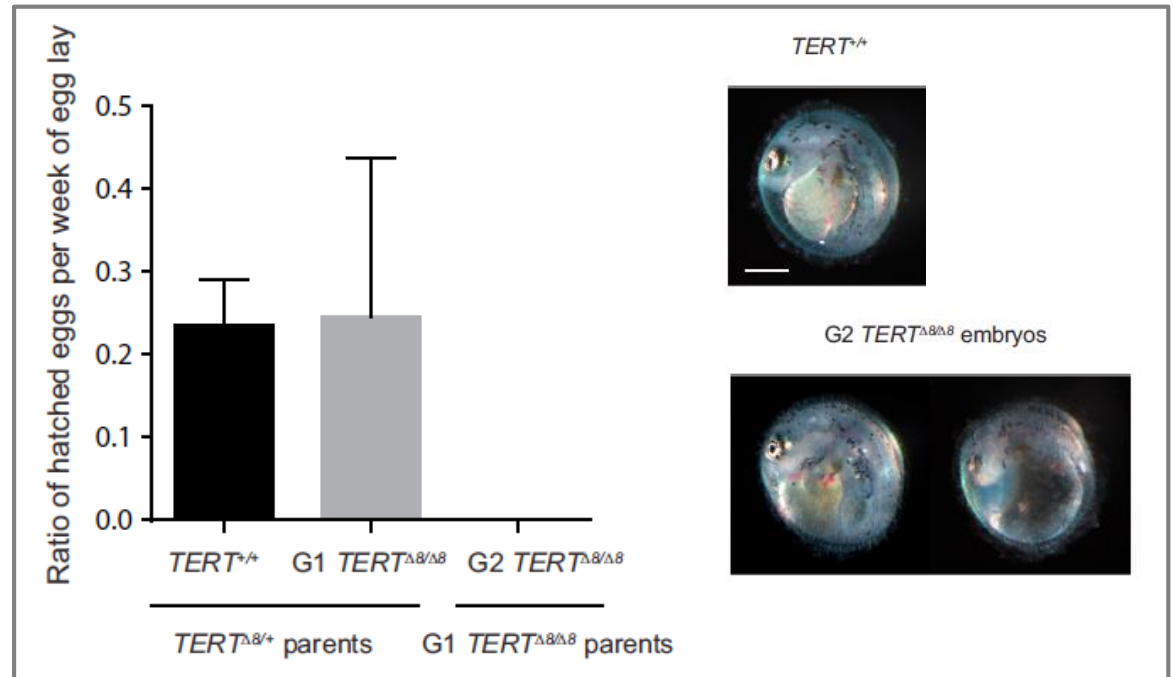 Ratio of hatched eggs per week of egg lay
0.5
0.4
0.3
0.2
0.1
0.0
TERT+/+
G1 TERTΔ8/Δ8
G2 TERTΔ8/Δ8
TERTΔ8/+ parents
G1 TERTΔ8/Δ8 parents
TERT+/+
G2 TERTΔ8/Δ8 embryos